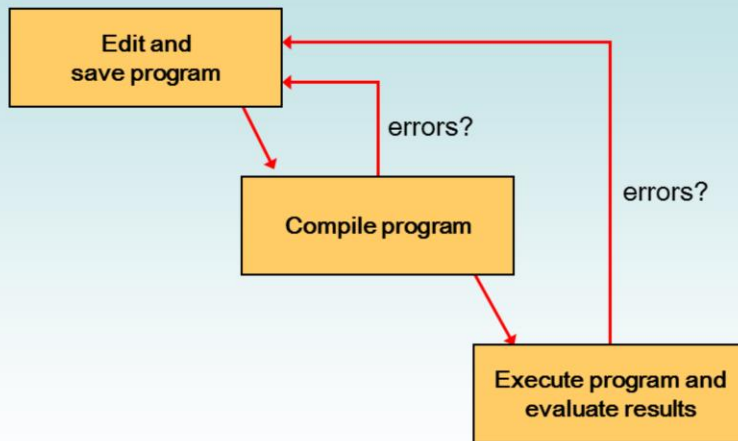 Edit and
save program
errors?
Compile program
errors?
Execute program and
evaluate results